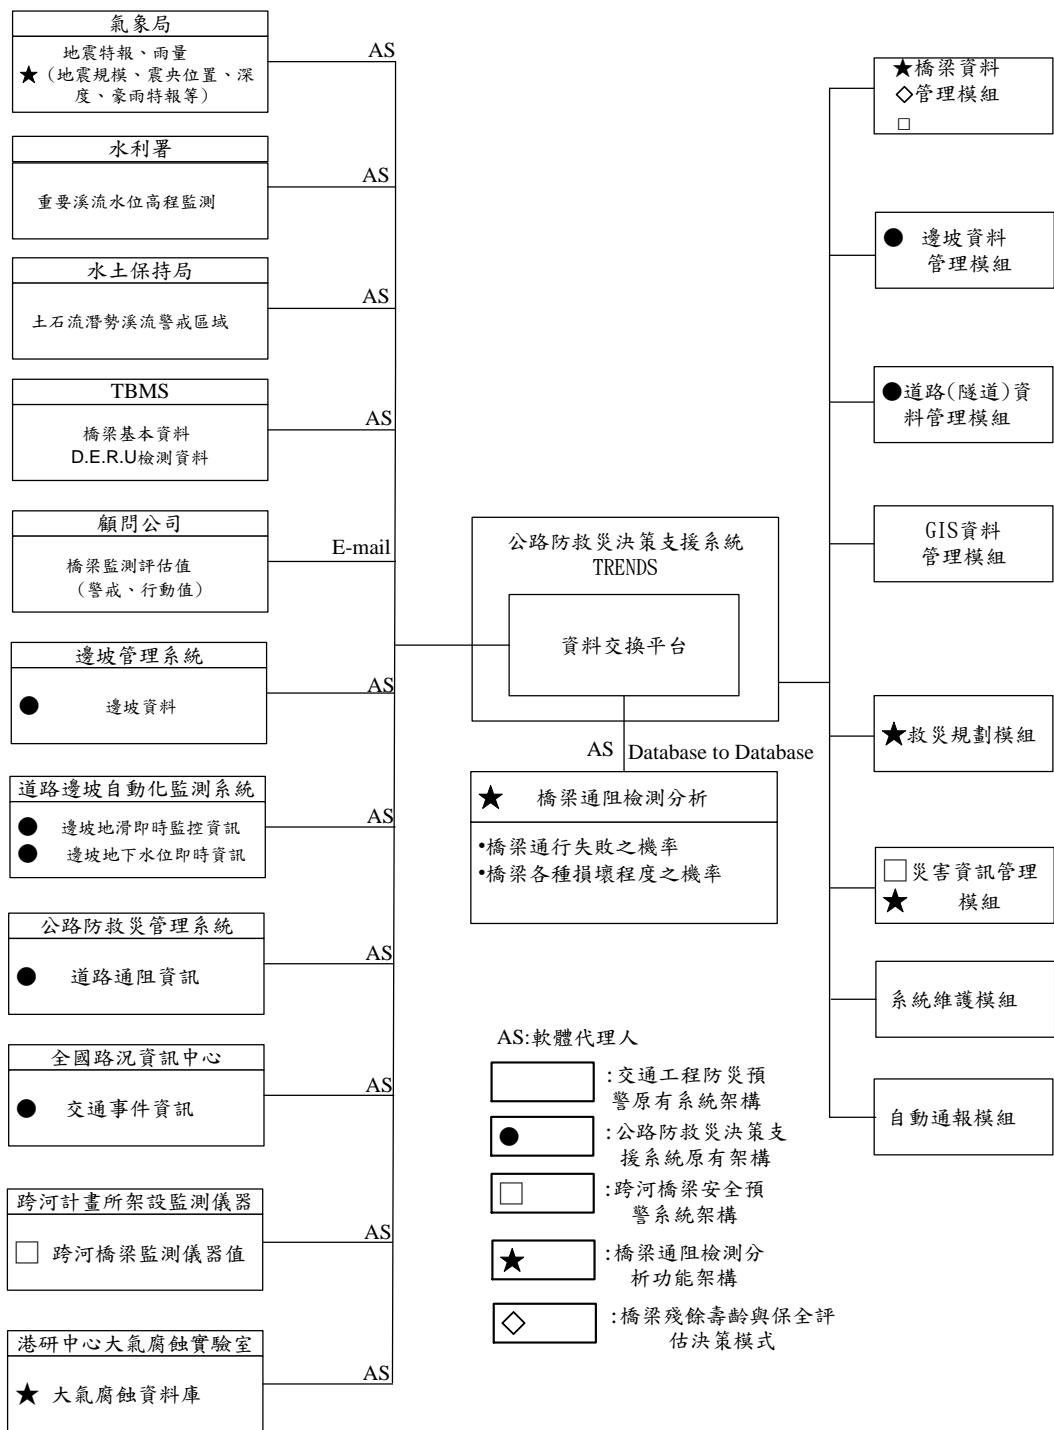 氣象局
地震特報、雨量
★（地震規模、震央位置、深
度、豪雨特報等）
AS
水利署
重要溪流水位高程監測
AS
水土保持局
土石流潛勢溪流警戒區域
AS
TBMS
橋梁基本資料
D.E.R.U檢測資料
AS
顧問公司
橋梁監測評估值
（警戒、行動值）
E-mail
邊坡管理系統
● 邊坡資料
AS
道路邊坡自動化監測系統
● 邊坡地滑即時監控資訊
● 邊坡地下水位即時資訊
AS
公路防救災管理系統
● 道路通阻資訊
AS
全國路況資訊中心
● 交通事件資訊
AS
跨河計畫所架設監測儀器
□ 跨河橋梁監測儀器值
AS
港研中心大氣腐蝕實驗室
★ 大氣腐蝕資料庫
AS
公路防救災決策支援系統
TRENDS
資料交換平台
AS Database to Database
★ 橋梁通阻檢測分析
•橋梁通行失敗之機率
•橋梁各種損壞程度之機率
AS:軟體代理人
:交通工程防災預
警原有系統架構
● :公路防救災決策支
援系統原有架構
□ :跨河橋梁安全預
警系統架構
★ :橋梁通阻檢測分
析功能架構
◇ :橋梁殘餘壽齡與保全評
估決策模式
★橋梁資料
◇管理模組
□
● 邊坡資料
管理模組
●道路(隧道)資
料管理模組
GIS資料
管理模組
★救災規劃模組
□災害資訊管理
★ 模組
系統維護模組
自動通報模組